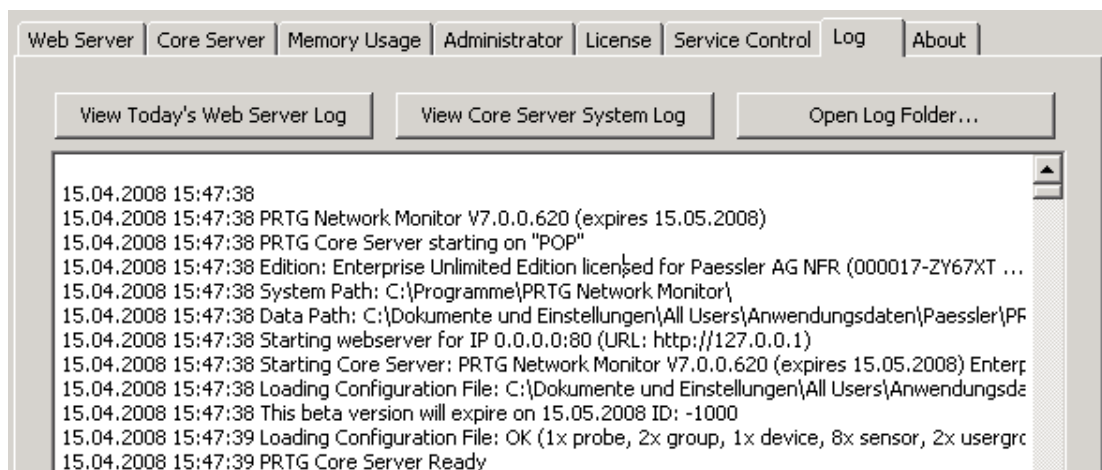 Web Server Core Server Memory Usage Administrator License Service Control Log About
View Today's Web Server Log View Core Server System Log Open Log Folder...
15.04.2008 15:47:38
15.04.2008 15:47:38 PRTG Network Monitor V7.0.0.620 (expires 15.05.2008)
15.04.2008 15:47:38 PRTG Core Server starting on "POP"
15.04.2008 15:47:38 Edition: Enterprise Unlimited Edition licensed for Paessler AG NFR (000017-ZY67XT ...
15.04.2008 15:47:38 System Path: C:\Programme\PRTG Network Monitor\
15.04.2008 15:47:38 Data Path: C:\Dokumente und Einstellungen\All Users\Anwendungsdaten\Paessler\PR
15.04.2008 15:47:38 Starting webserver for IP 0.0.0.0:80 (URL: http://127.0.0.1)
15.04.2008 15:47:38 Starting Core Server: PRTG Network Monitor V7.0.0.620 (expires 15.05.2008) Enterp
15.04.2008 15:47:38 Loading Configuration File: C:\Dokumente und Einstellungen\All Users\Anwendungsda
15.04.2008 15:47:38 This beta version will expire on 15.05.2008 ID: -1000
15.04.2008 15:47:39 Loading Configuration File: OK (1x probe, 2x group, 1x device, 8x sensor, 2x usergro
15.04.2008 15:47:39 PRTG Core Server Ready